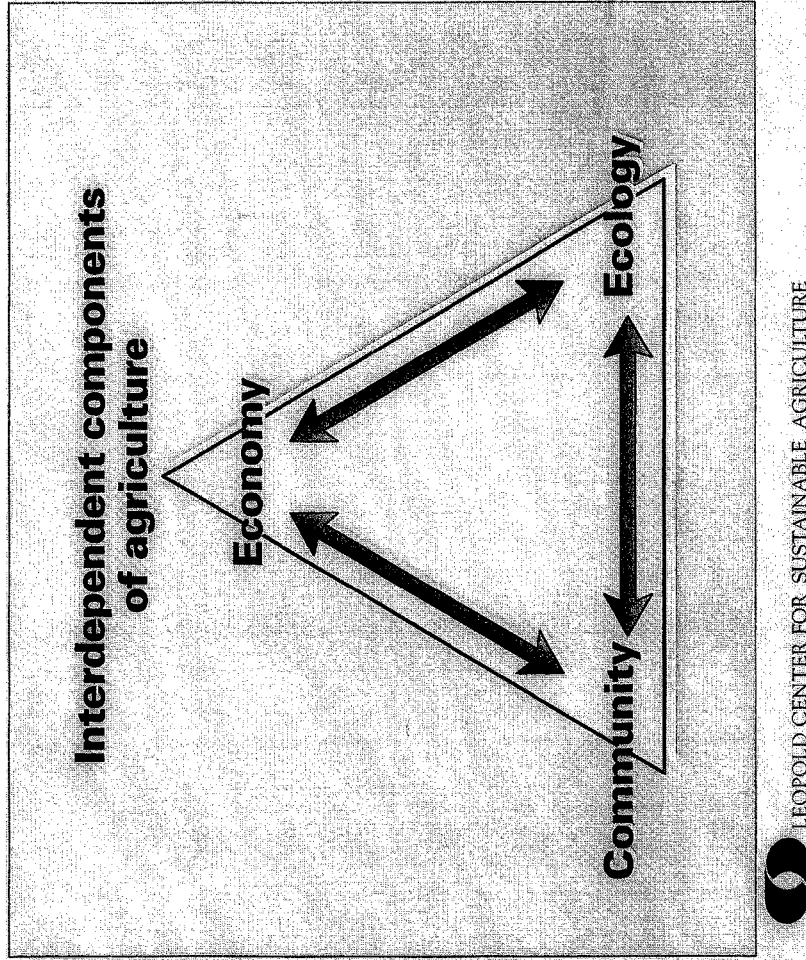 Interdependent components
of agriculture
Economy
Community
Ecology
LEOPOLD CENTER FOR SUSTAINABLE AGRICULTURE